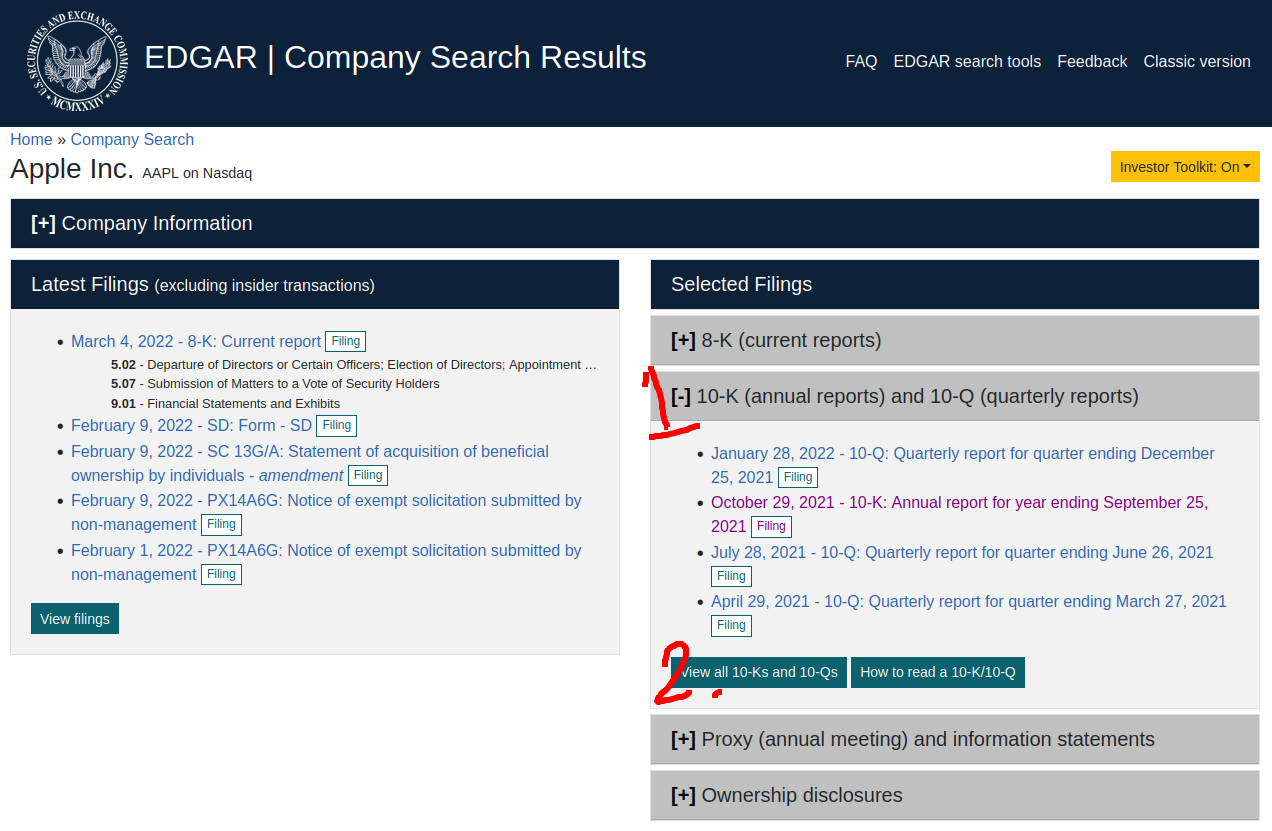 U.S. SECURITIES AND EXCHANGE COMMISSION
MCMXXXIV
EDGAR | Company Search Results
FAQ EDGAR search tools Feedback Classic version
Home » Company Search
Apple Inc. AAPL on Nasdaq
Investor Toolkit: On
[+] Company Information
Latest Filings (excluding insider transactions)
March 4, 2022 - 8-K: Current report Filing
5.02 - Departure of Directors or Certain Officers; Election of Directors; Appointment …
5.07 - Submission of Matters to a Vote of Security Holders
9.01 - Financial Statements and Exhibits
February 9, 2022 - SD: Form - SD Filing
February 9, 2022 - SC 13G/A: Statement of acquisition of beneficial
ownership by individuals - amendment Filing
February 9, 2022 - PX14A6G: Notice of exempt solicitation submitted by
non-management Filing
February 1, 2022 - PX14A6G: Notice of exempt solicitation submitted by
non-management Filing
View filings
Selected Filings
[+] 8-K (current reports)
1
[-] 10-K (annual reports) and 10-Q (quarterly reports)
January 28, 2022 - 10-Q: Quarterly report for quarter ending December
25, 2021 Filing
October 29, 2021 - 10-K: Annual report for year ending September 25,
2021 Filing
July 28, 2021 - 10-Q: Quarterly report for quarter ending June 26, 2021
Filing
April 29, 2021 - 10-Q: Quarterly report for quarter ending March 27, 2021
Filing
2.
View all 10-Ks and 10-Qs How to read a 10-K/10-Q
[+] Proxy (annual meeting) and information statements
[+] Ownership disclosures